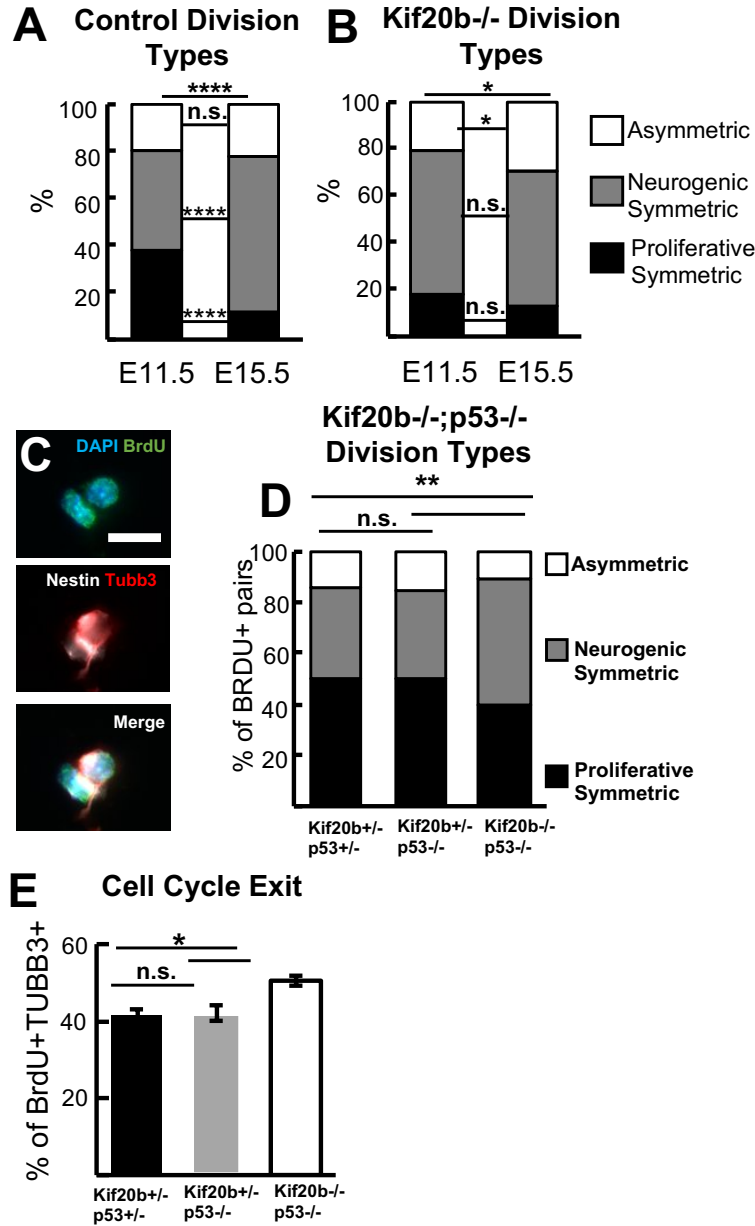 A
Control Division
Types
****
n.s.
****
****
100
80
60
40
20
%
E11.5 E15.5
B
Kif20b-/- Division
Types
*
*
n.s.
n.s.
100
80
60
40
20
%
E11.5 E15.5
Asymmetric
Neurogenic
Symmetric
Proliferative
Symmetric
C
DAPI BrdU
Nestin Tubb3
Merge
Kif20b-/-;p53-/-
Division Types
D
**
n.s.
100
80
60
40
20
% of BRDU+ pairs
Kif20b+/-
p53+/-
Kif20b+/-
p53-/-
Kif20b-/-
p53-/-
Asymmetric
Neurogenic
Symmetric
Proliferative
Symmetric
E
Cell Cycle Exit
*
n.s.
60
40
20
% of BrdU+TUBB3+
Kif20b+/-
p53+/-
Kif20b+/-
p53-/-
Kif20b-/-
p53-/-